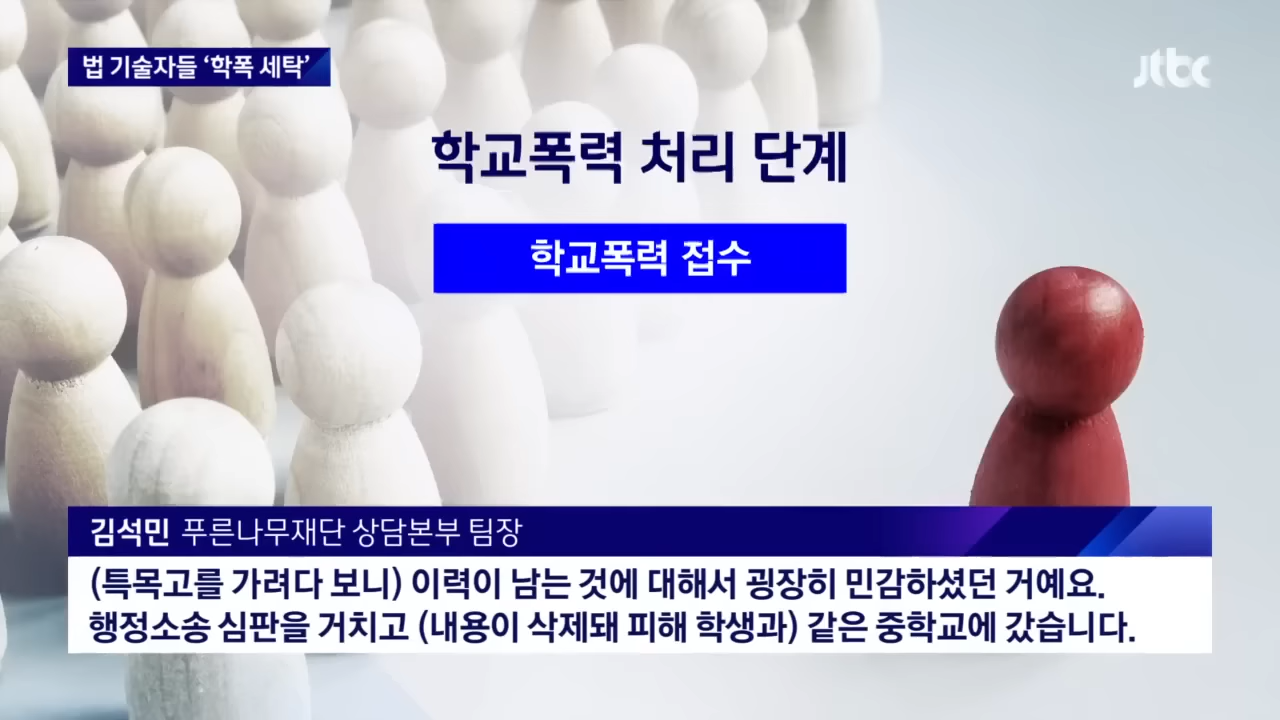 법 기술자들 ‘학폭 세탁’
jtbc
학교폭력 처리 단계
학교폭력 접수
김석민 푸른나무재단 상담본부 팀장
(특목고를 가려다 보니) 이력이 남는 것에 대해서 굉장히 민감하셨던 거예요.
행정소송 심판을 거치고 (내용이 삭제돼 피해 학생과) 같은 중학교에 갔습니다.